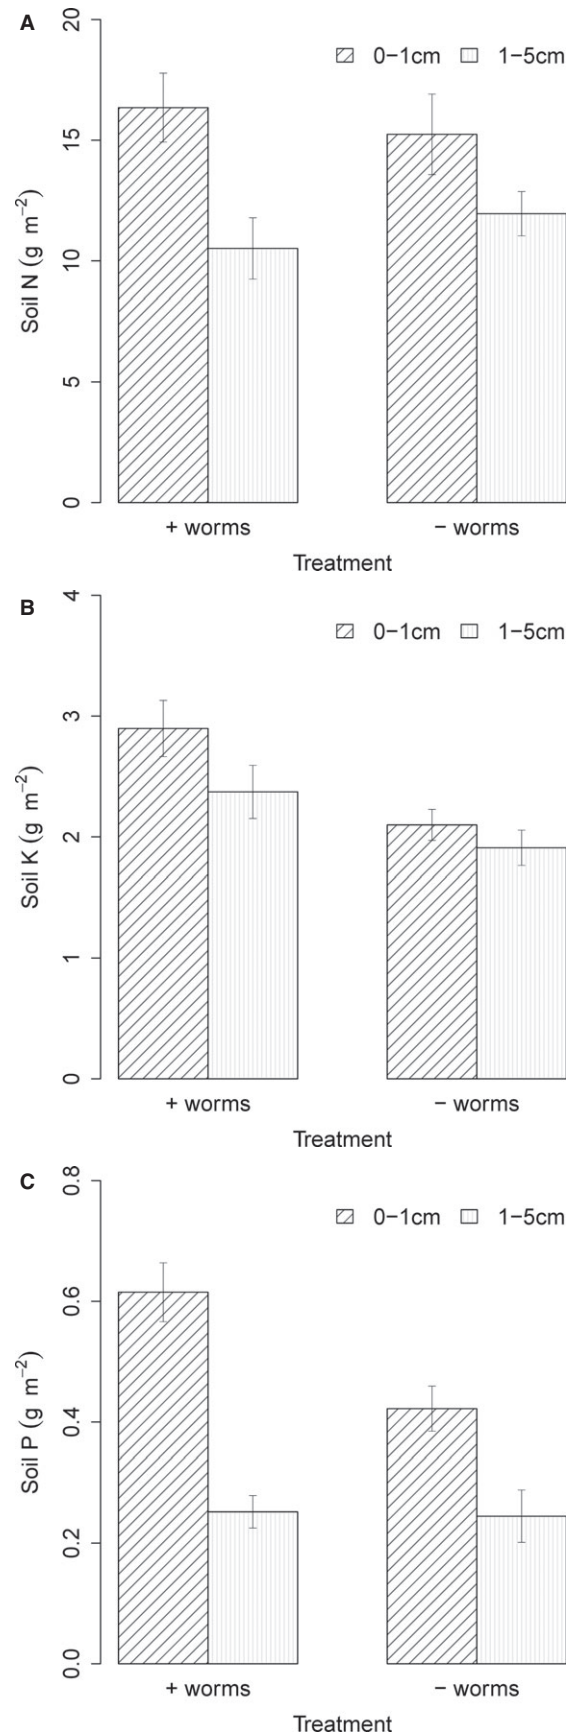 A
20
15
10
5
0
Soil N (g m−2)
0−1cm 1−5cm
+ worms − worms
Treatment
B
4
3
2
1
0
Soil K (g m−2)
0−1cm 1−5cm
+ worms − worms
Treatment
C
0.8
0.6
0.4
0.2
0.0
Soil P (g m−2)
0−1cm 1−5cm
+ worms − worms
Treatment